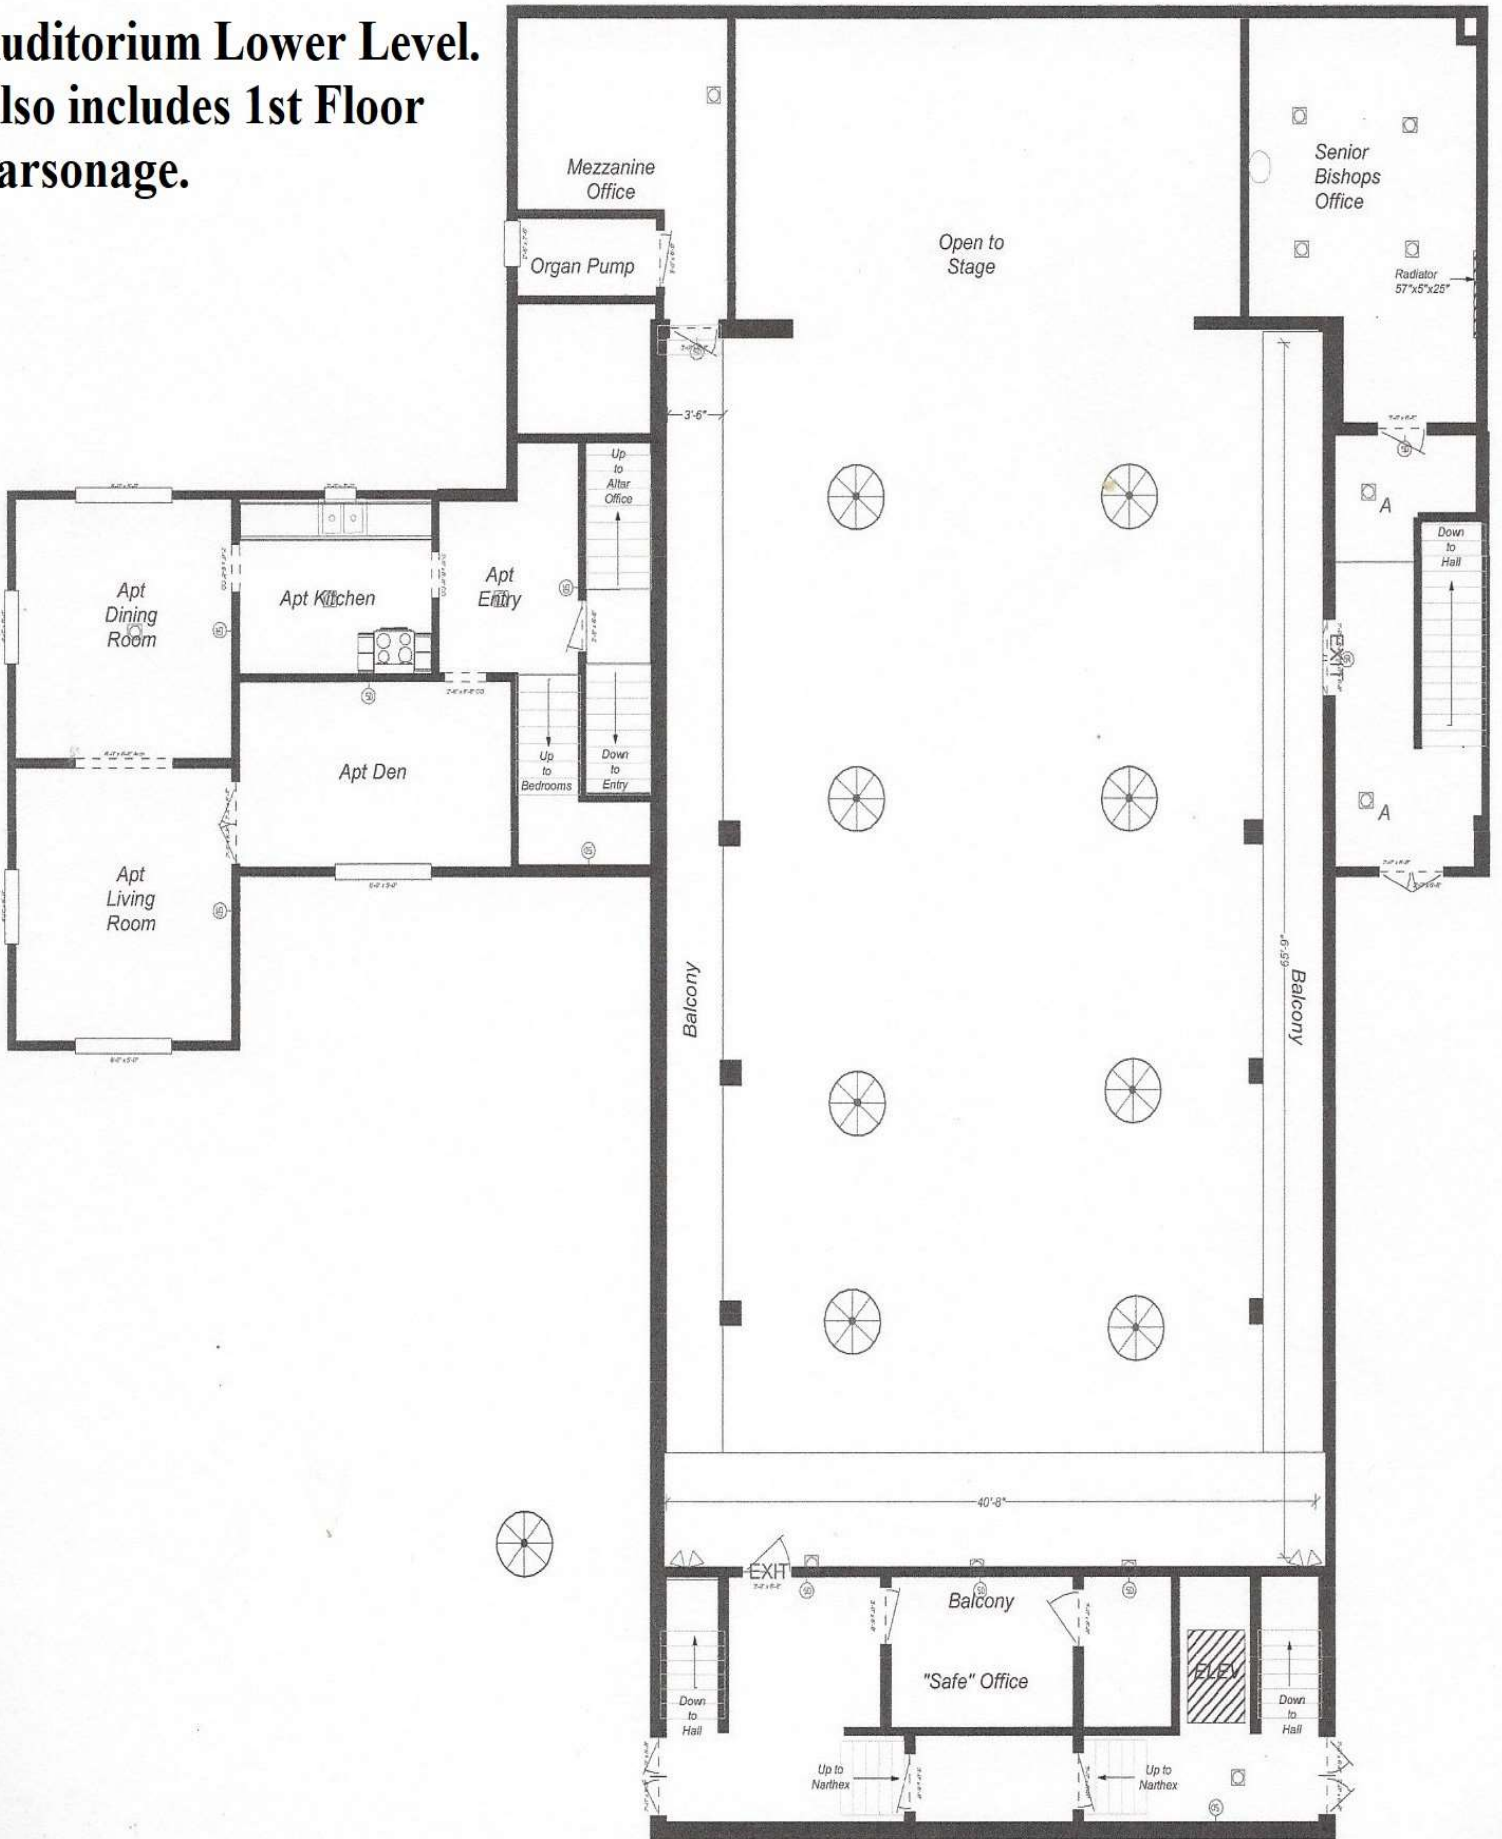 uditorium Lower Level.
lso includes 1st Floor
arsonage.
Mezzanine
Office
Organ Pump
Open to
Stage
Senior
Bishops
Office
Radiator
57"x5"x25"
3'-6"
Up
to
Altar
Office
A
Down
to
Hall
EXIT
A
Apt
Dining
Room
Apt Kitchen
Apt
Entry
Apt Den
Up
to
Bedrooms
Down
to
Entry
Apt
Living
Room
Balcony
65'-9"
Balcony
40'-8"
EXIT
Balcony
"Safe" Office
ELEV
Down
to
Hall
Down
to
Hall
Up to
Narthex
Up to
Narthex